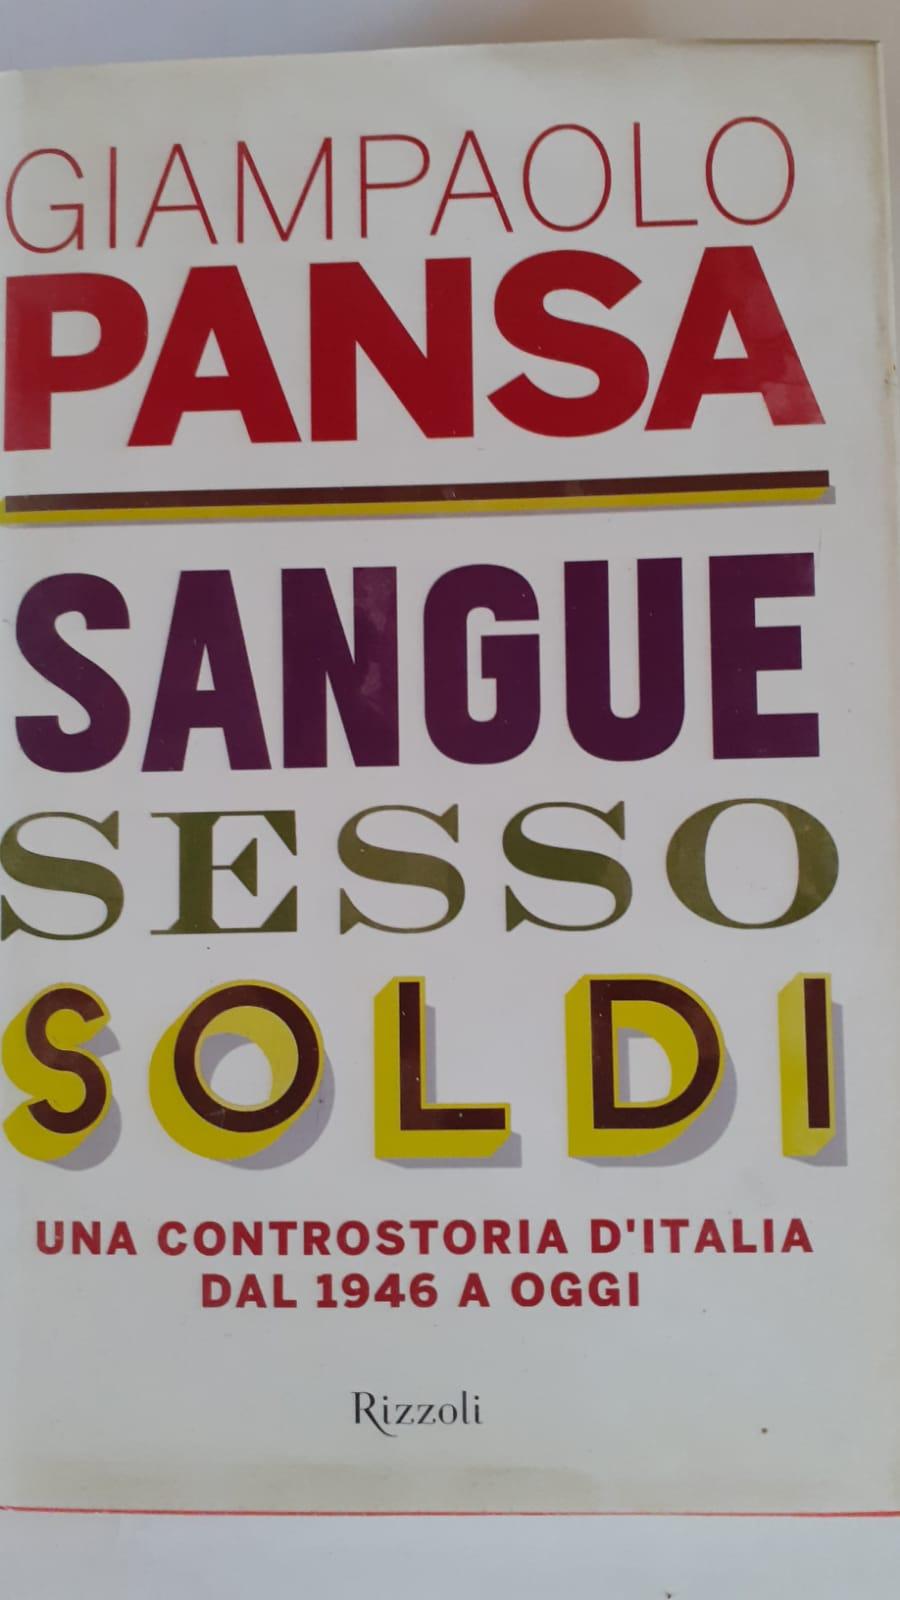 GIAMPAOLO
PANSA
SANGUE
SESSO
SOLDI
UNA CONTROSTORIA D'ITALIA
DAL 1946 A OGGI
Rizzoli